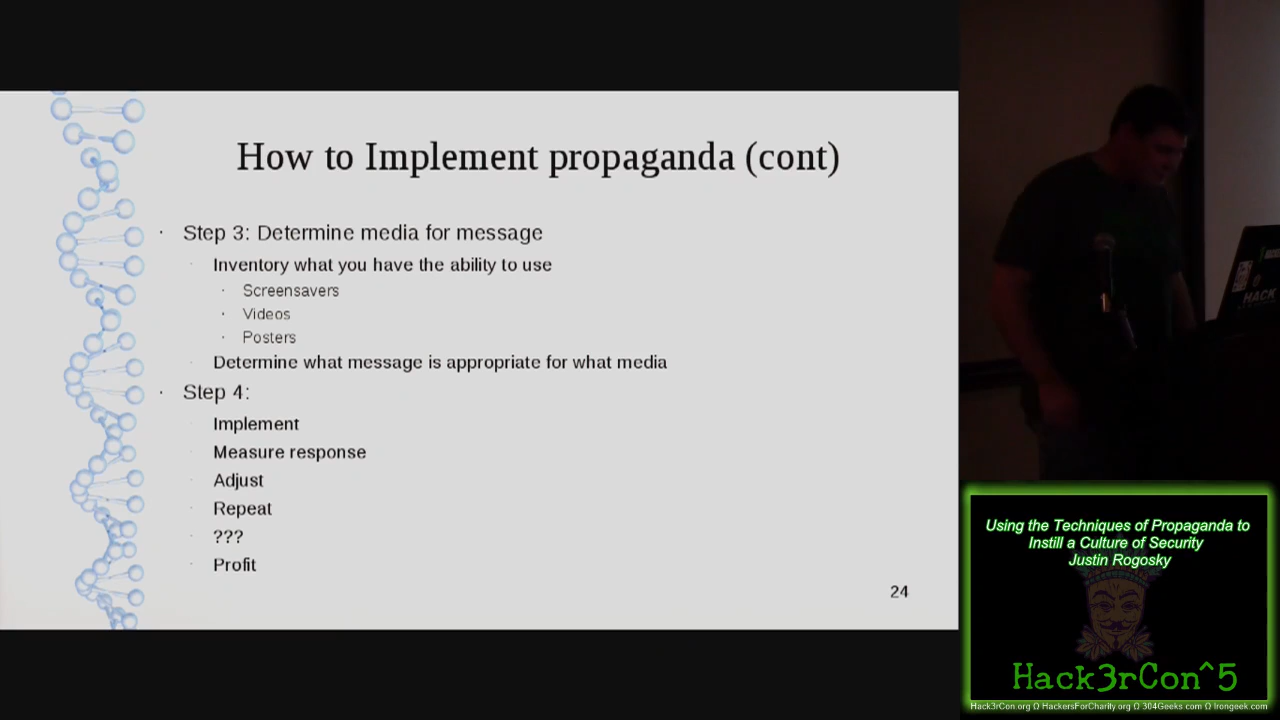 How to Implement propaganda (cont)
· Step 3: Determine media for message
· Inventory what you have the ability to use
· Screensavers
· Videos
· Posters
· Determine what message is appropriate for what media
· Step 4:
· Implement
· Measure response
· Adjust
· Repeat
· ???
· Profit
24
HACK
Using the Techniques of Propaganda to
Instill a Culture of Security
Justin Rogosky
Hack3rCon^5
Hack3rCon.org Ω HackersForCharity.org Ω 304Geeks.com Ω Irongeek.com